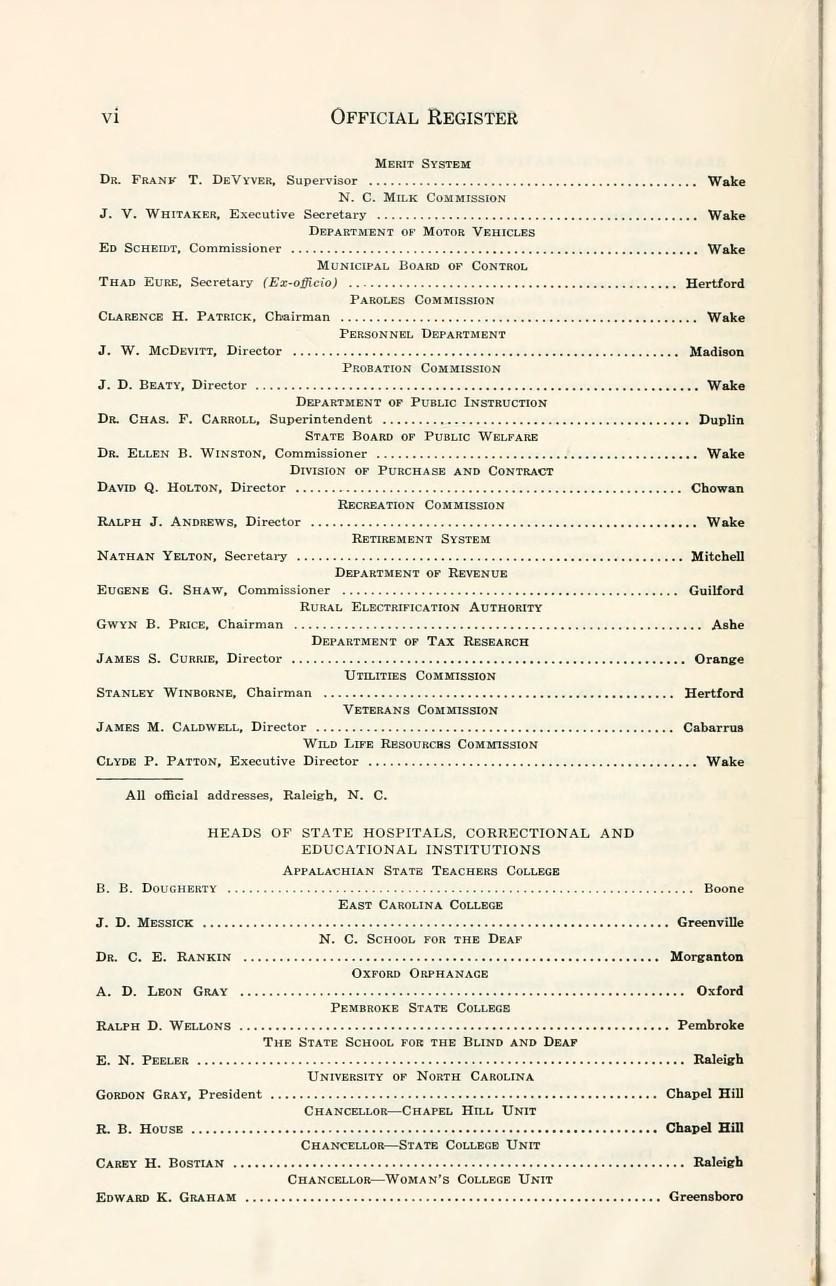 vi OFFICIAL REGISTER
MERIT SYSTEM
DR. FRANK T. DEVYVER, Supervisor ........ Wake
N. C. MILK COMMISSION
J. V. WHITAKER, Executive Secretary ........ Wake
DEPARTMENT OF MOTOR VEHICLES
ED SCHEIDT, Commissioner ........ Wake
MUNICIPAL BOARD OF CONTROL
THAD EURE, Secretary (Ex-officio) ........ Hertford
PAROLES COMMISSION
CLARENCE H. PATRICK, Chairman ........ Wake
PERSONNEL DEPARTMENT
J. W. MCDEVITT, Director ........ Madison
PROBATION COMMISSION
J. D. BEATY, Director ........ Wake
DEPARTMENT OF PUBLIC INSTRUCTION
DR. CHAS. F. CARROLL, Superintendent ........ Duplin
STATE BOARD OF PUBLIC WELFARE
DR. ELLEN B. WINSTON, Commissioner ........ Wake
DIVISION OF PURCHASE AND CONTRACT
DAVID Q. HOLTON, Director ........ Chowan
RECREATION COMMISSION
RALPH J. ANDREWS, Director ........ Wake
RETIREMENT SYSTEM
NATHAN YELTON, Secretary ........ Mitchell
DEPARTMENT OF REVENUE
EUGENE G. SHAW, Commissioner ........ Guilford
RURAL ELECTRIFICATION AUTHORITY
GWYN B. PRICE, Chairman ........ Ashe
DEPARTMENT OF TAX RESEARCH
JAMES S. CURRIE, Director ........ Orange
UTILITIES COMMISSION
STANLEY WINBORNE, Chairman ........ Hertford
VETERANS COMMISSION
JAMES M. CALDWELL, Director ........ Cabarrus
WILD LIFE RESOURCES COMMISSION
CLYDE P. PATTON, Executive Director ........ Wake
All official addresses, Raleigh, N. C.
HEADS OF STATE HOSPITALS, CORRECTIONAL AND
EDUCATIONAL INSTITUTIONS
APPALACHIAN STATE TEACHERS COLLEGE
B. B. DOUGHERTY ........ Boone
EAST CAROLINA COLLEGE
J. D. MESSICK ........ Greenville
N. C. SCHOOL FOR THE DEAF
DR. C. E. RANKIN ........ Morganton
OXFORD ORPHANAGE
A. D. LEON GRAY ........ Oxford
PEMBROKE STATE COLLEGE
RALPH D. WELLONS ........ Pembroke
THE STATE SCHOOL FOR THE BLIND AND DEAF
E. N. PEELER ........ Raleigh
UNIVERSITY OF NORTH CAROLINA
GORDON GRAY, President ........ Chapel Hill
CHANCELLOR—CHAPEL HILL UNIT
R. B. HOUSE ........ Chapel Hill
CHANCELLOR—STATE COLLEGE UNIT
CAREY H. BOSTIAN ........ Raleigh
CHANCELLOR—WOMAN'S COLLEGE UNIT
EDWARD K. GRAHAM ........ Greensboro